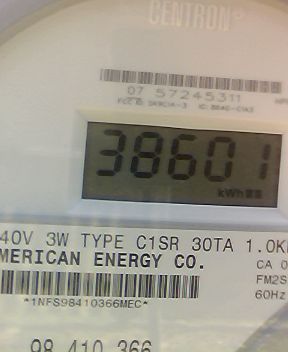 CENTRON®
07 57245311
38601
kWh
40V 3W TYPE C1SR 30TA 1.0K
MERICAN ENERGY CO.
CA 0
FM2S
60Hz
*1NFS98410366MEC*
98 410 366